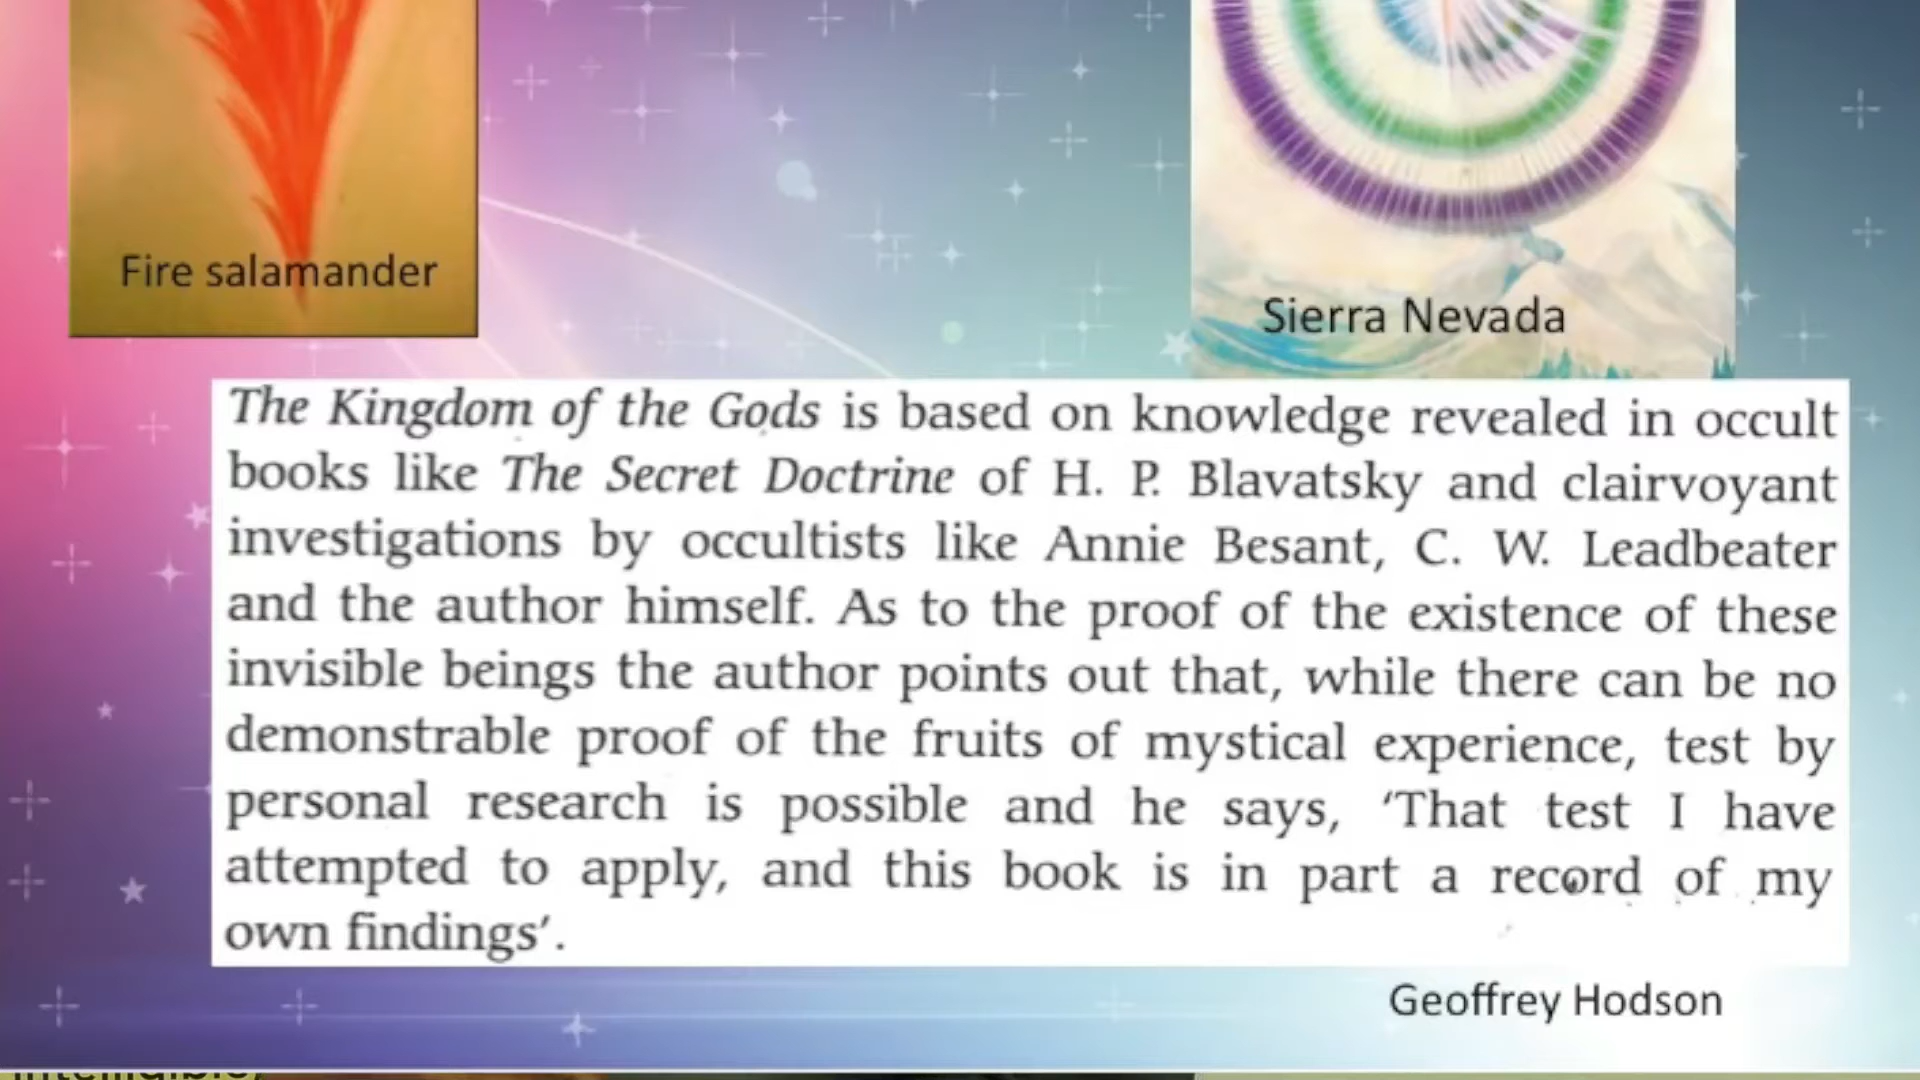 Fire salamander
Sierra Nevada
The Kingdom of the Gods is based on knowledge revealed in occult
books like The Secret Doctrine of H. P. Blavatsky and clairvoyant
investigations by occultists like Annie Besant, C. W. Leadbeater
and the author himself. As to the proof of the existence of these
invisible beings the author points out that, while there can be no
demonstrable proof of the fruits of mystical experience, test by
personal research is possible and he says, ‘That test I have
attempted to apply, and this book is in part a record of my
own findings’.
Geoffrey Hodson